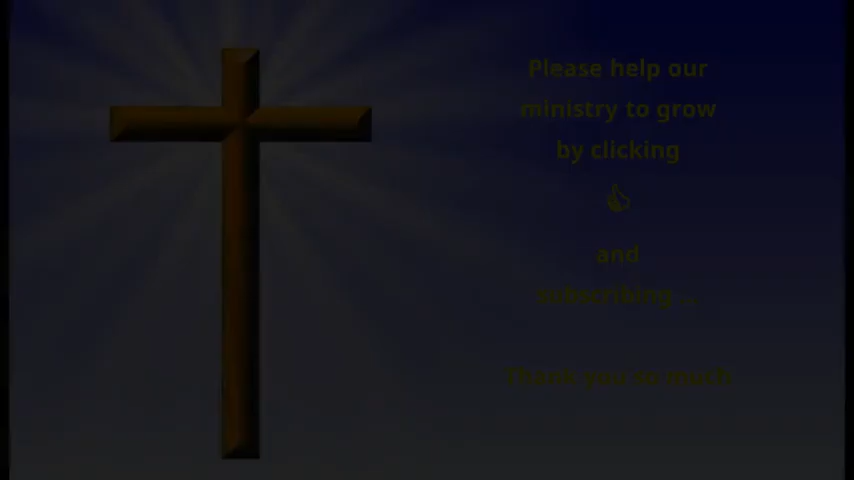 Please help our
ministry to grow
by clicking
👍
and
subscribing ...
Thank you so much